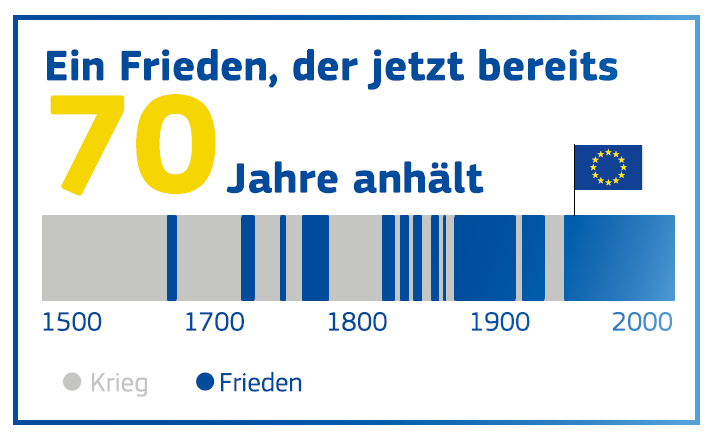 Ein Frieden, der jetzt bereits
70 Jahre anhält
1500 1700 1800 1900 2000
Krieg Frieden